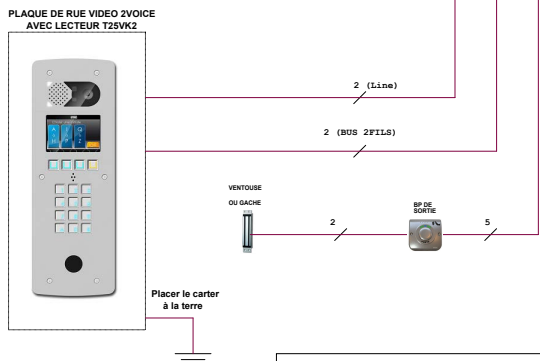 PLAQUE DE RUE VIDEO 2VOICE
AVEC LECTEUR T25VK2
2 (Line)
2 (BUS 2FILS)
VENTOUSE
OU GACHE
2
BP DE
SORTIE
5
Placer le carter
à la terre